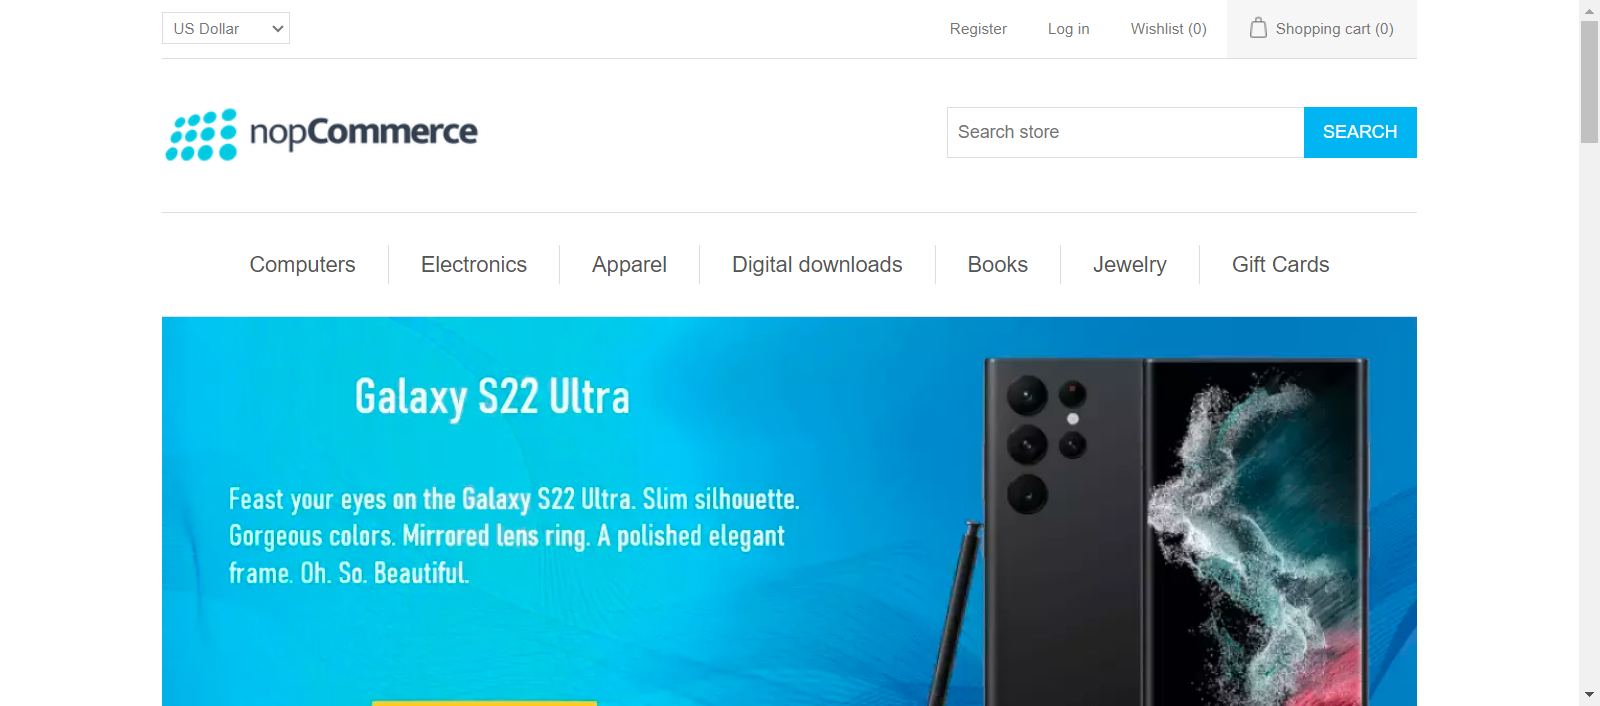 US Dollar
Register
Log in
Wishlist (0)
Shopping cart (0)
nopCommerce
Search store
SEARCH
Computers
Electronics
Apparel
Digital downloads
Books
Jewelry
Gift Cards
Galaxy S22 Ultra
Feast your eyes on the Galaxy S22 Ultra. Slim silhouette.
Gorgeous colors. Mirrored lens ring. A polished elegant
frame. Oh. So. Beautiful.